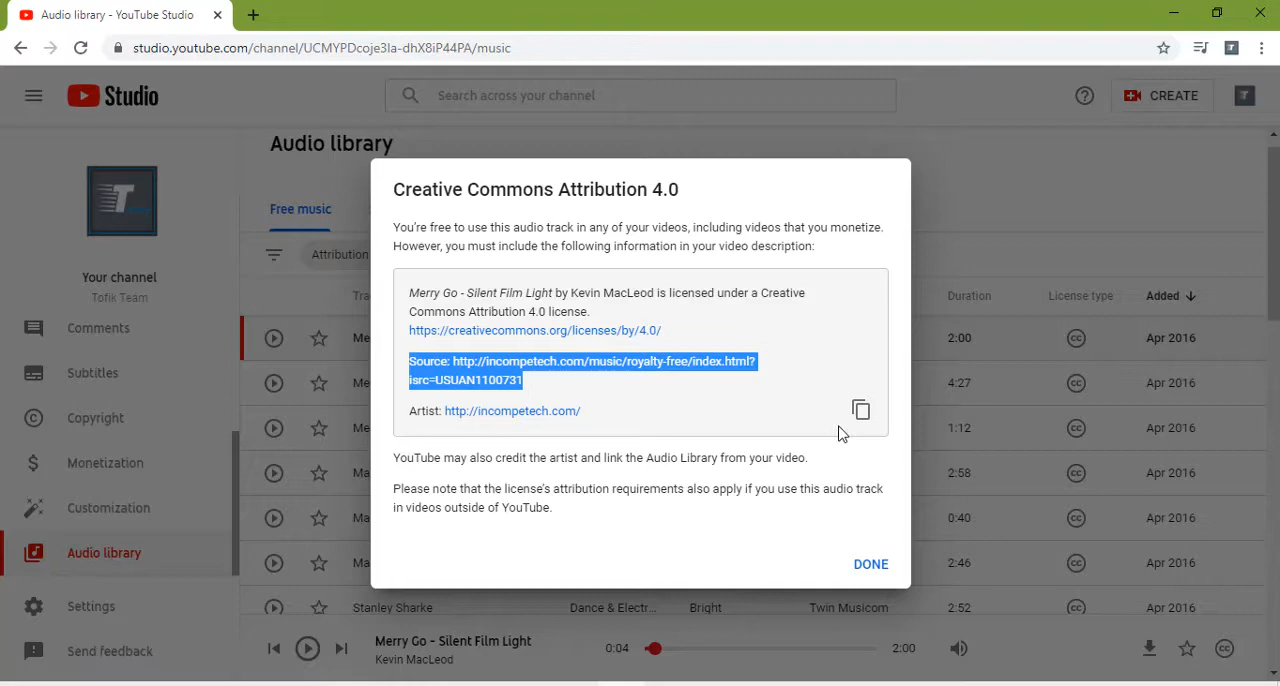 Audio library - YouTube Studio
studio.youtube.com/channel/UCMYPDcoje3Ia-dhX8iP44PA/music
Studio
Search across your channel
CREATE
T
Your channel
Tofik Team
Comments
Subtitles
Copyright
Monetization
Customization
Audio library
Settings
Send feedback
Audio library
Free music
Attribution
Tra
Duration
License type
Added
Me
2:00
Apr 2016
Me
4:27
Apr 2016
Me
1:12
Apr 2016
Ma
2:58
Apr 2016
Ma
0:40
Apr 2016
Ma
2:46
Apr 2016
Stanley Sharke
Dance & Electr...
Bright
Twin Musicom
2:52
Apr 2016
Creative Commons Attribution 4.0
You're free to use this audio track in any of your videos, including videos that you monetize.
However, you must include the following information in your video description:
Merry Go - Silent Film Light by Kevin MacLeod is licensed under a Creative
Commons Attribution 4.0 license.
https://creativecommons.org/licenses/by/4.0/
Source: http://incompetech.com/music/royalty-free/index.html?
isrc=USUAN1100731
Artist: http://incompetech.com/
YouTube may also credit the artist and link the Audio Library from your video.
Please note that the license's attribution requirements also apply if you use this audio track
in videos outside of YouTube.
DONE
Merry Go - Silent Film Light
Kevin MacLeod
0:04
2:00